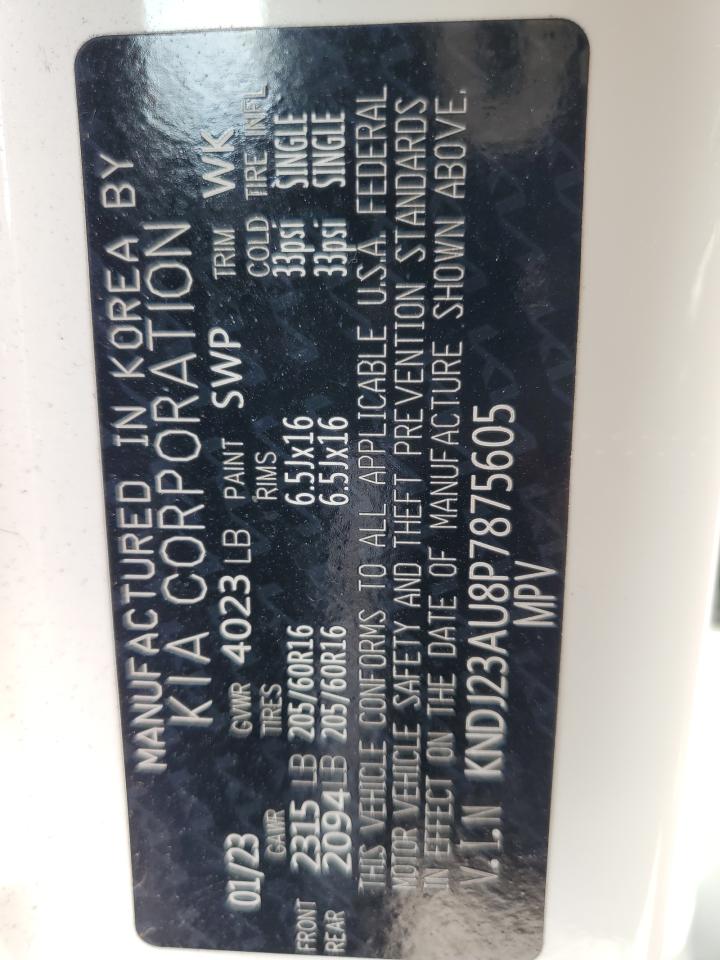 MANUFACTURED IN KOREA BY
KIA CORPORATION
01/23 GVWR 4023 LB PAINT SWP TRIM WK
GAWR TIRES RIMS COLD TIRE INFL
FRONT 2315 LB 205/60R16 6.5Jx16 33psi SINGLE
REAR 2094 LB 205/60R16 6.5Jx16 33psi SINGLE
THIS VEHICLE CONFORMS TO ALL APPLICABLE U.S.A. FEDERAL
MOTOR VEHICLE SAFETY AND THEFT PREVENTION STANDARDS
IN EFFECT ON THE DATE OF MANUFACTURE SHOWN ABOVE.
V.I.N KNDJ23AU8P7875605
MPV